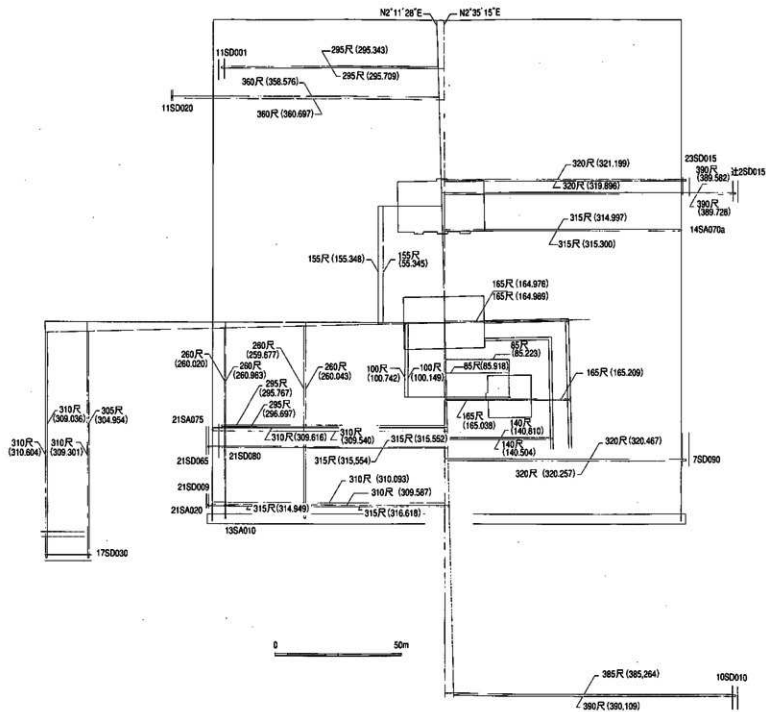 N2°11'28"E
N2°35'15"E
11SD001
295尺(295.343)
295尺(295.709)
360尺(358.576)
11SD020
360尺(360.697)
320尺(321.199)
23SD015
390尺
(389.582)
辻2SD015
320尺(319.896)
390尺
(389.728)
315尺(314.997)
14SA070a
315尺(315.300)
155尺(155.348)
155尺
(55.345)
165尺(164.976)
165尺(164.989)
260尺
(260.020)
260尺
(259.677)
260尺
(260.963)
260尺
(260.043)
65尺
(85.223)
85尺(85.918)
100尺
(100.742)
100尺
(100.149)
165尺(165.209)
295尺
(295.767)
295尺
(296.697)
310尺
(309.036)
305尺
(304.954)
21SA075
310尺(309.616)
310尺
(309.540)
165尺
(165.038)
140尺
(140.810)
310尺
(310.604)
310尺
(309.301)
315尺(315.552)
140尺
(140.504)
320尺(320.467)
21SD065
21SD080
315尺(315,554)
7SD090
320尺(320.257)
21SD009
310尺(310.093)
310尺(309.587)
21SA020
315尺(314.949)
315尺(316.618)
13SA010
17SD030
0
50m
385尺(385,264)
10SD010
390尺(390,109)